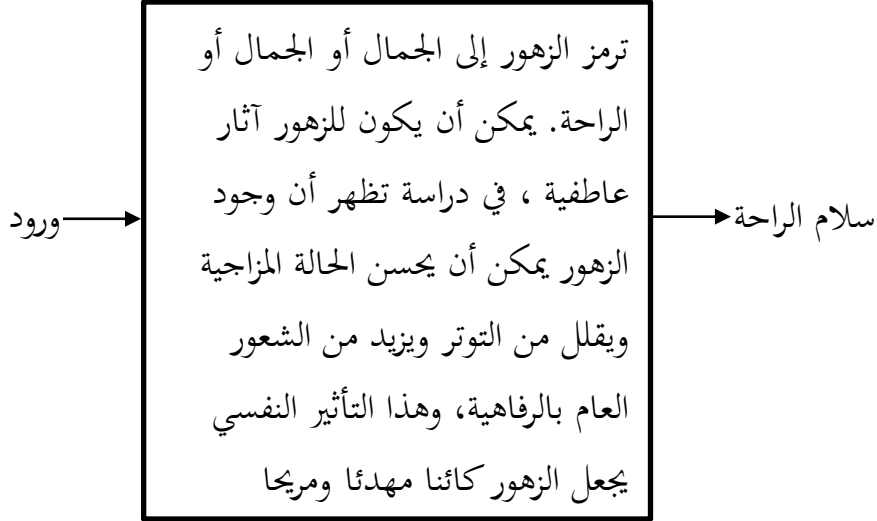 ترمز الزهور إلى الجمال أو الجمال أو
الراحة. يمكن أن يكون للزهور آثار
عاطفية ، في دراسة تظهر أن وجود
الزهور يمكن أن يحسن الحالة المزاجية
ويقلل من التوتر ويزيد من الشعور
العام بالرفاهية، وهذا التأثير النفسي
يجعل الزهور كائنا مهدئا ومريحا
ورود
سلام الراحة